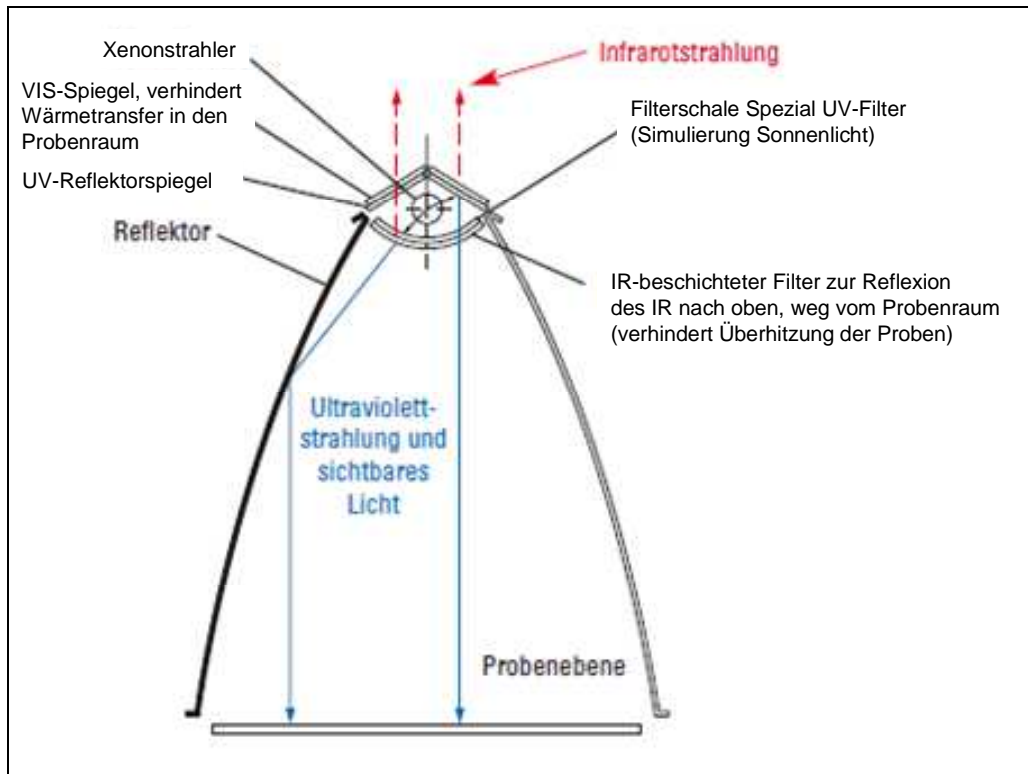 Xenonstrahler
VIS-Spiegel, verhindert
Wärmetransfer in den
Probenraum
UV-Reflektorspiegel
Reflektor
Infrarotstrahlung
Filterschale Spezial UV-Filter
(Simulierung Sonnenlicht)
IR-beschichteter Filter zur Reflexion
des IR nach oben, weg vom Probenraum
(verhindert Überhitzung der Proben)
Ultraviolett-
strahlung und
sichtbares
Licht
Probenebene